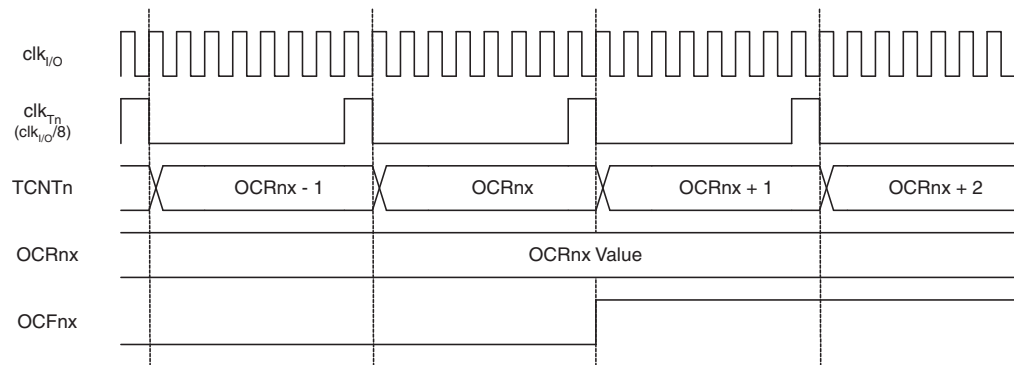 clkI/O
clkTn
(clkI/O/8)
TCNTn OCRnx - 1 OCRnx OCRnx + 1 OCRnx + 2
OCRnx OCRnx Value
OCFnx